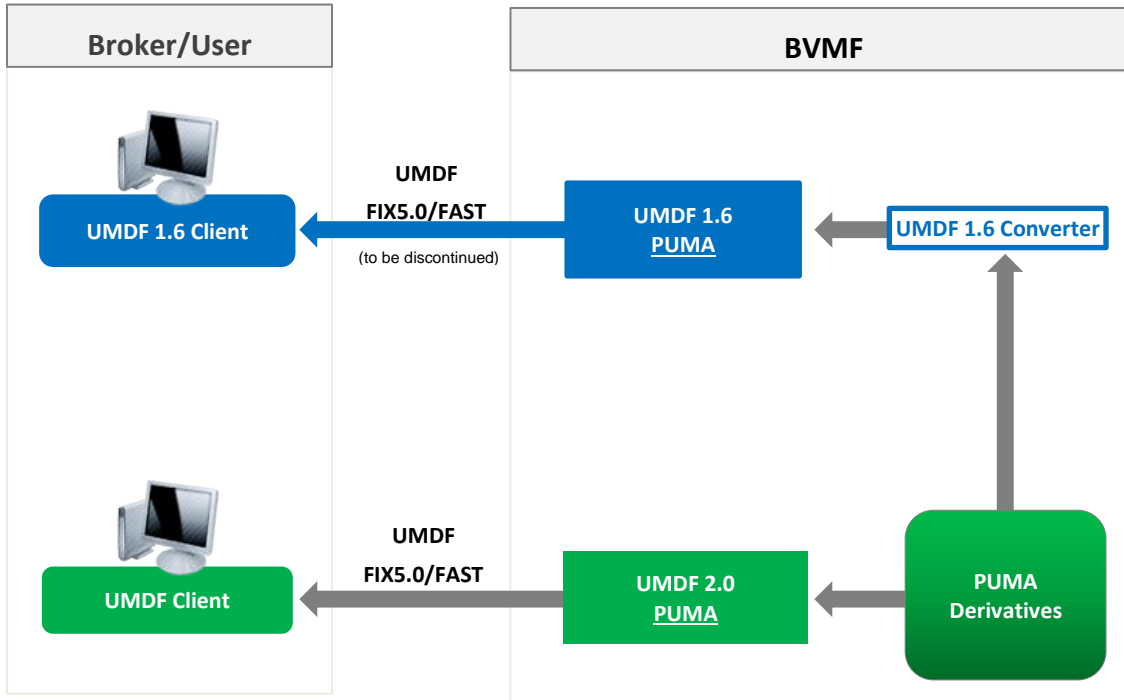 Broker/User
BVMF
UMDF
FIX5.0/FAST
(to be discontinued)
UMDF 1.6 Client
UMDF 1.6
PUMA
UMDF 1.6 Converter
UMDF
FIX5.0/FAST
UMDF Client
UMDF 2.0
PUMA
PUMA
Derivatives